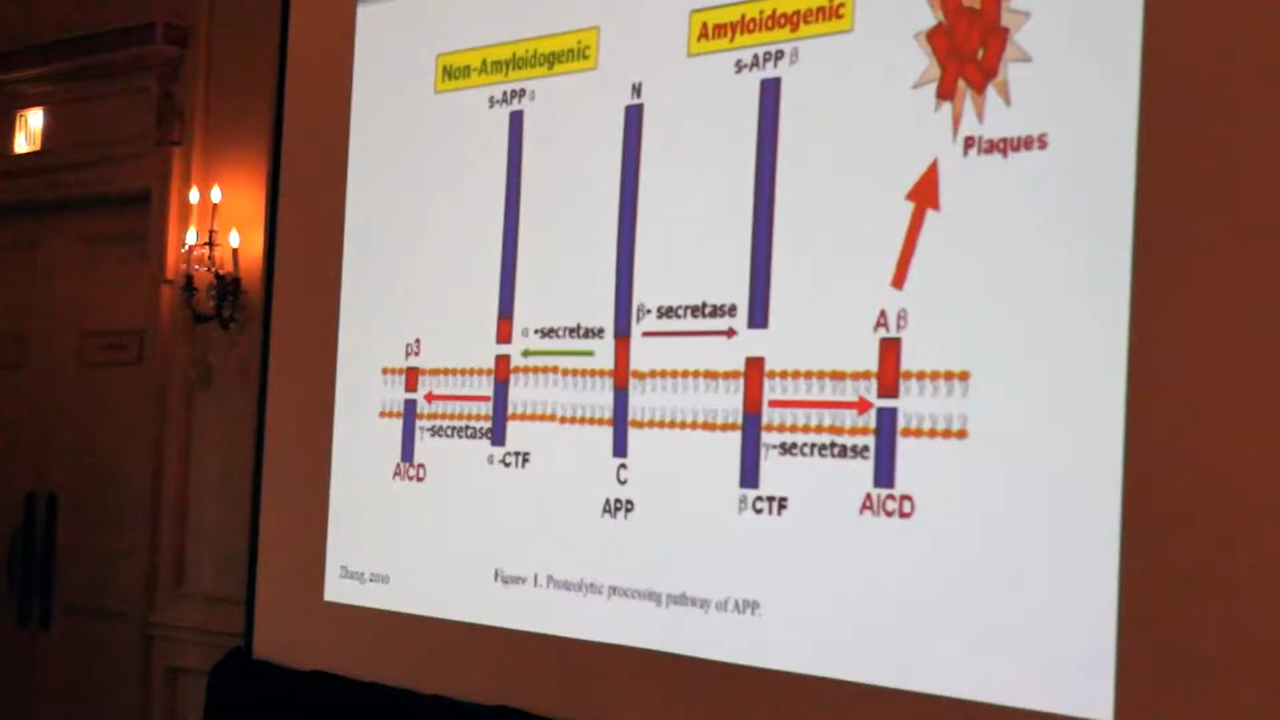 EXIT
Non-Amyloidogenic
Amyloidogenic
s-APP α
N
s-APP β
Plaques
α -secretase
β- secretase
A β
p3
γ-secretase
γ-secretase
AICD
α -CTF
C
APP
β CTF
AICD
Zhang, 2010
Figure 1. Proteolytic processing pathway of APP.